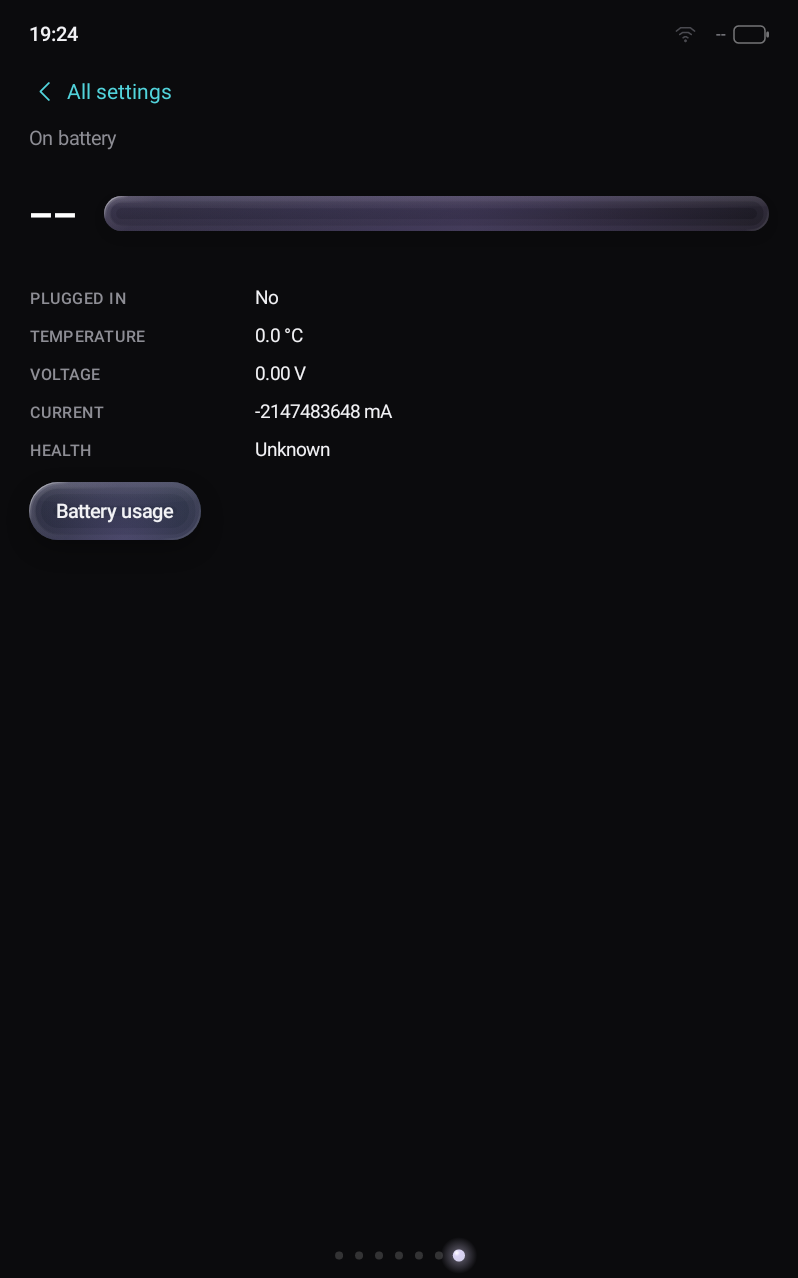 19:24
--
All settings
On battery
--
PLUGGED IN No
TEMPERATURE 0.0 °C
VOLTAGE 0.00 V
CURRENT -2147483648 mA
HEALTH Unknown
Battery usage